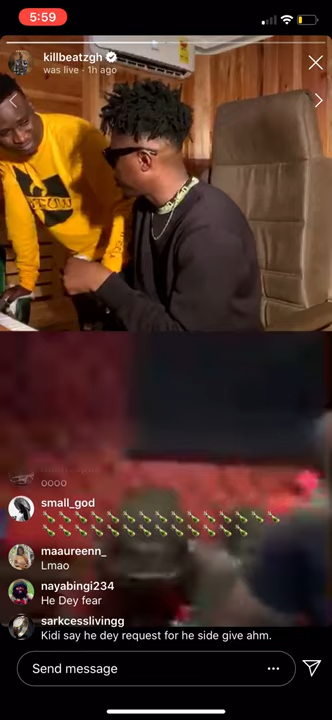 5:59
killbeatzgh
was live · 1h ago
oooo
small_god
maaureenn_
Lmao
nayabingi234
He Dey fear
sarkcesslivingg
Kidi say he dey request for he side give ahm.
Send message